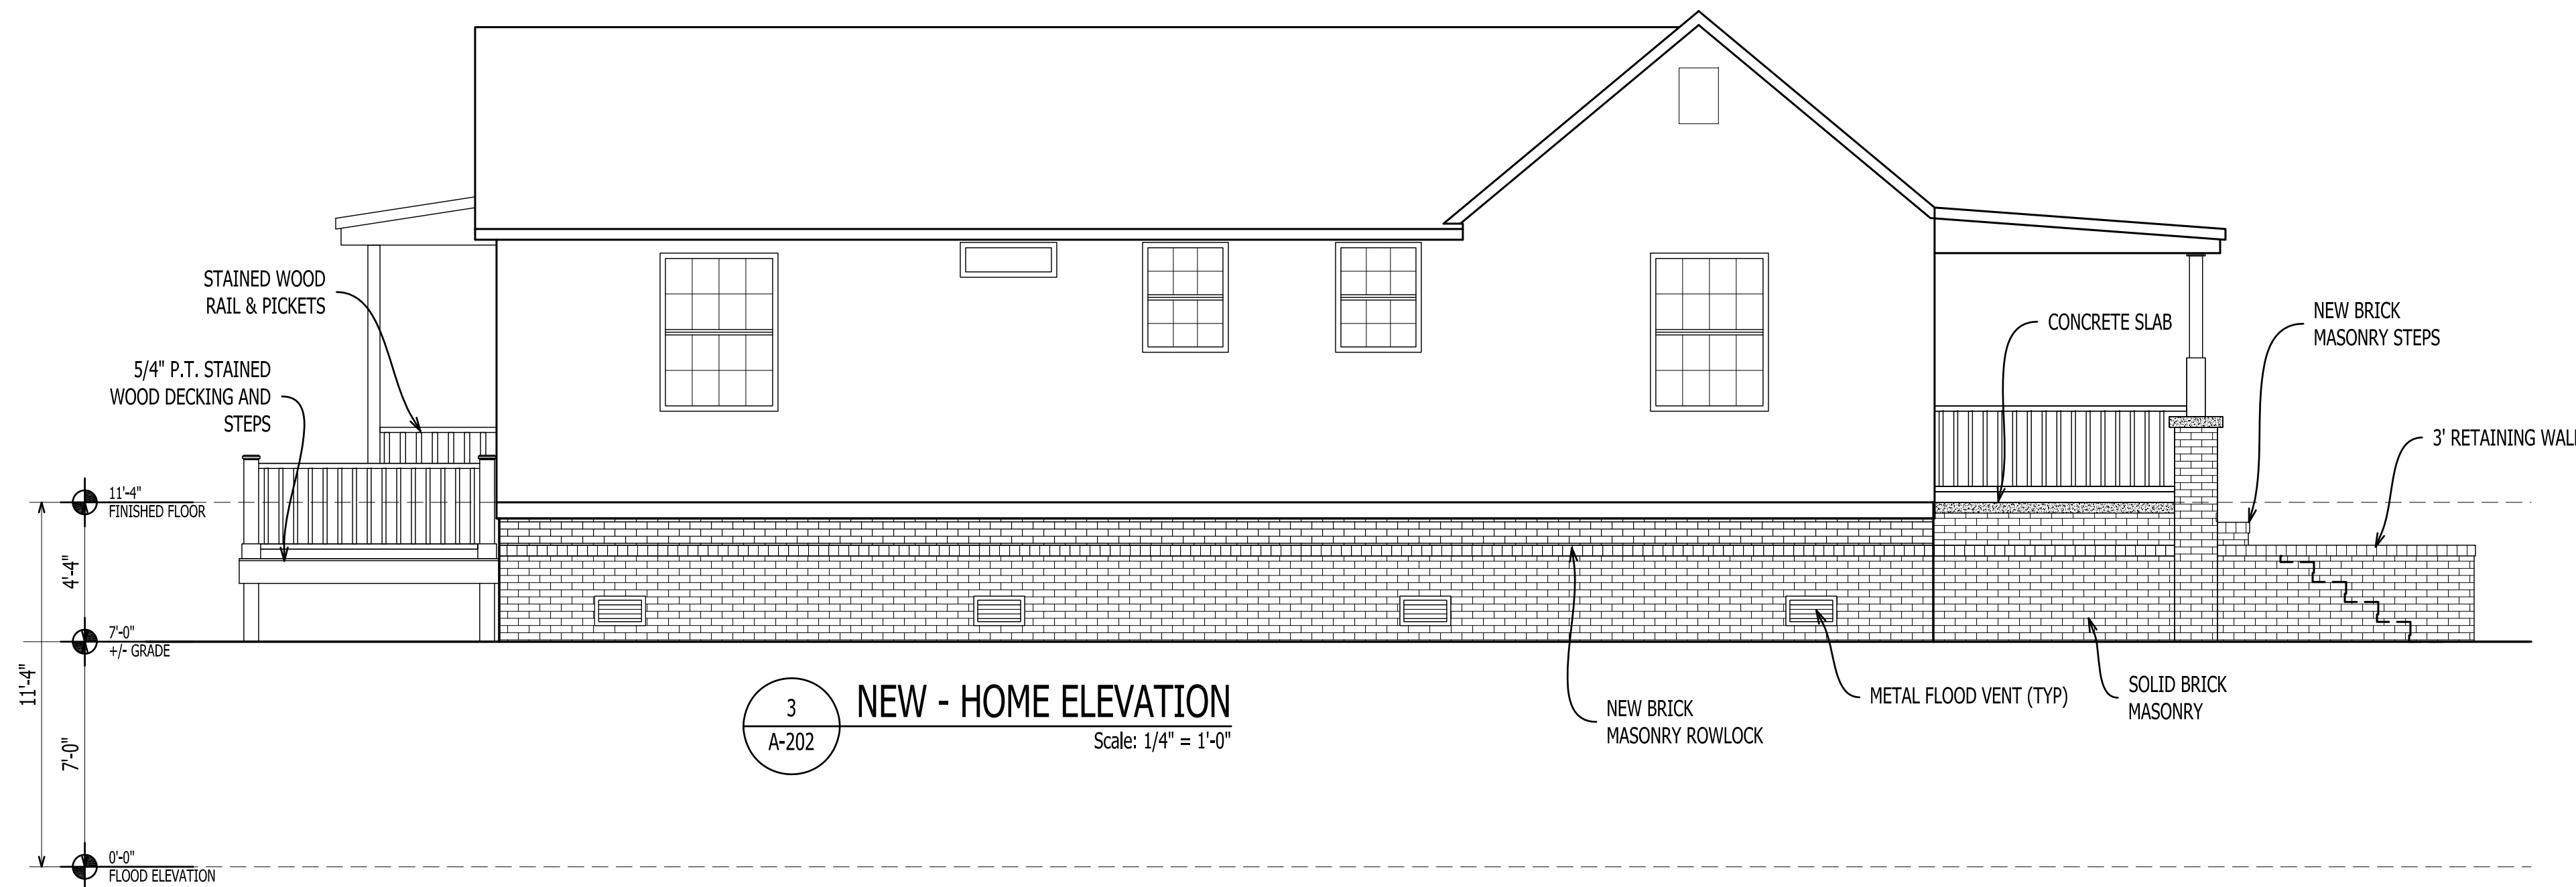 STAINED WOOD
RAIL & PICKETS
5/4" P.T. STAINED
WOOD DECKING AND
STEPS
CONCRETE SLAB
NEW BRICK
MASONRY STEPS
3' RETAINING WALL
11'-4"
FINISHED FLOOR
4'-4"
7'-0"
+/- GRADE
11'-4"
7'-0"
0'-0"
FLOOD ELEVATION
3
A-202
NEW - HOME ELEVATION
Scale: 1/4" = 1'-0"
NEW BRICK
MASONRY ROWLOCK
METAL FLOOD VENT (TYP)
SOLID BRICK
MASONRY